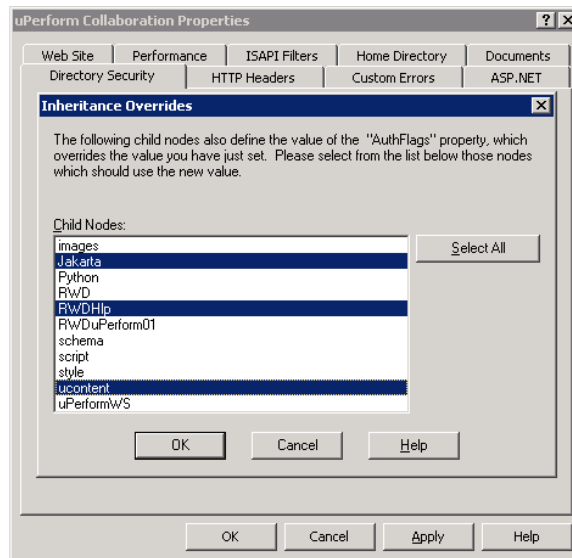 uPerform Collaboration Properties
Web Site Performance ISAPI Filters Home Directory Documents
Directory Security HTTP Headers Custom Errors ASP.NET
Inheritance Overrides
The following child nodes also define the value of the "AuthFlags" property, which
overrides the value you have just set. Please select from the list below those nodes
which should use the new value.
Child Nodes:
images
Select All
Jakarta
Python
RWD
RWDHlp
RWDuPerform01
schema
script
style
ucontent
uPerformWS
OK Cancel Help
OK Cancel Apply Help